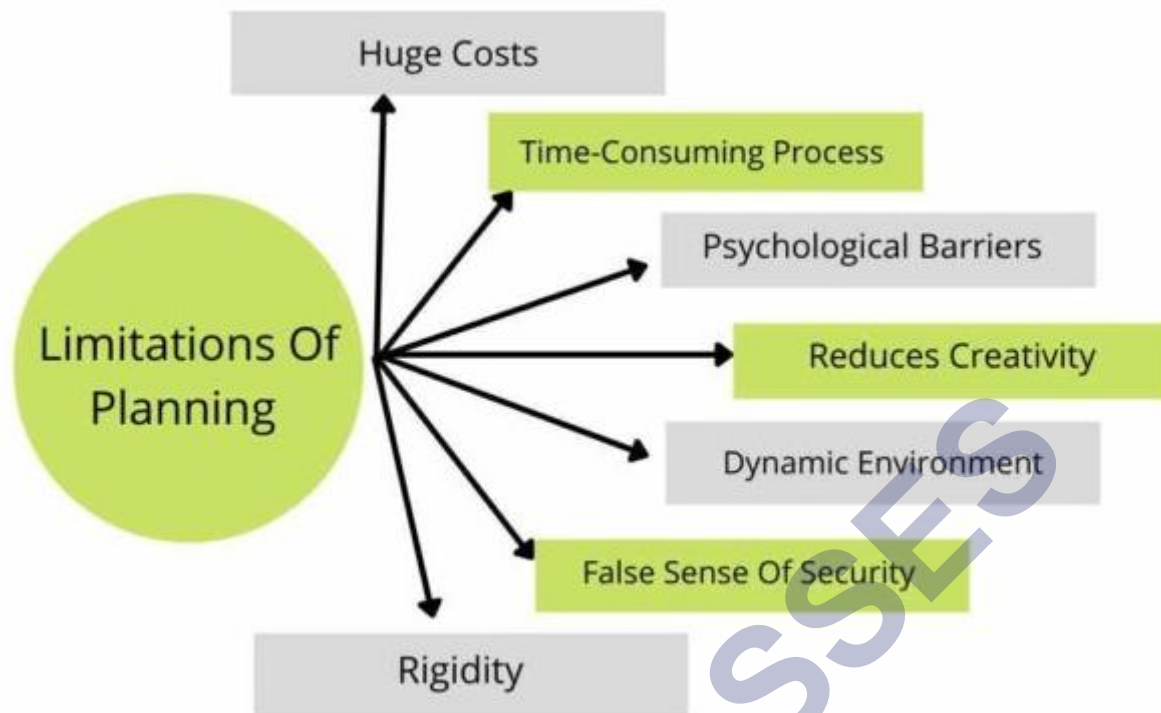 Huge Costs
Time-Consuming Process
Psychological Barriers
Limitations Of
Planning
Reduces Creativity
Dynamic Environment
False Sense Of Security
Rigidity
SSES